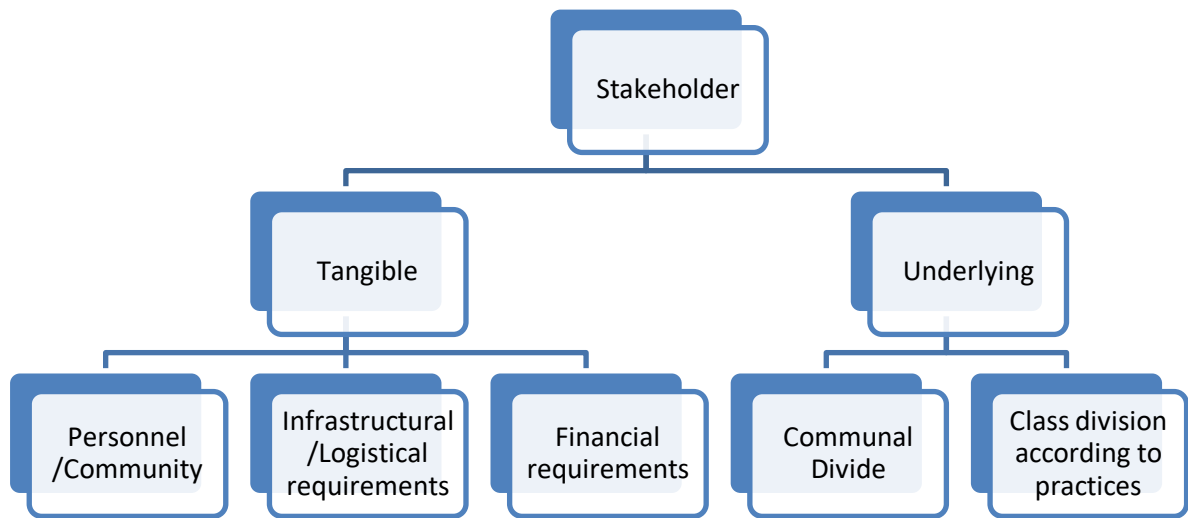 Stakeholder
Tangible
Underlying
Personnel
/Community
Infrastructural
/Logistical
requirements
Financial
requirements
Communal
Divide
Class division
according to
practices